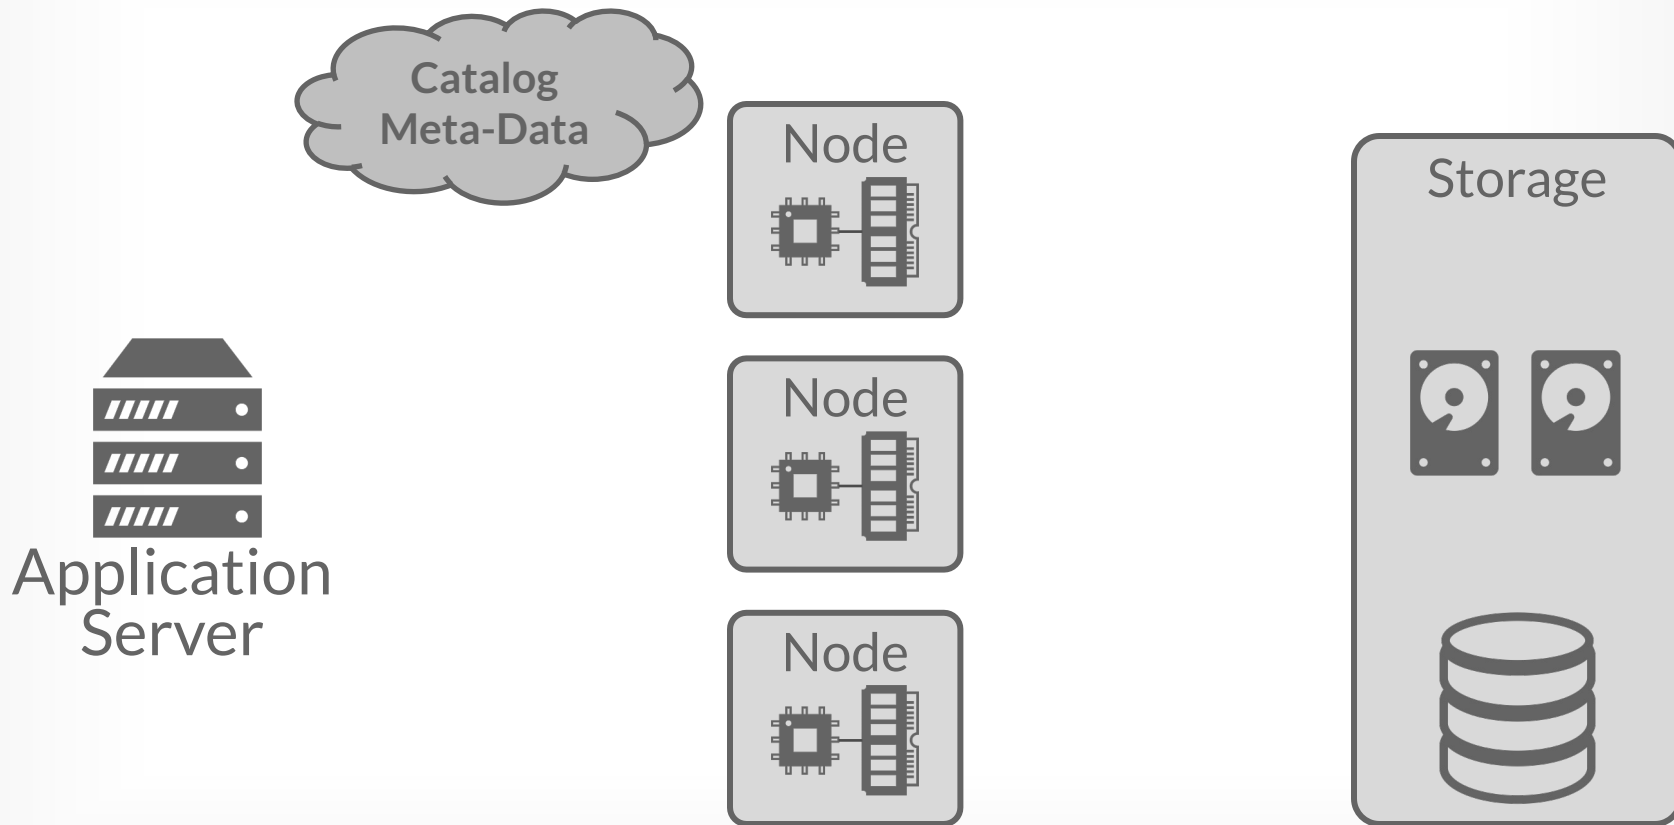 Catalog
Meta-Data
Node
Storage
Node
Application
Server
Node